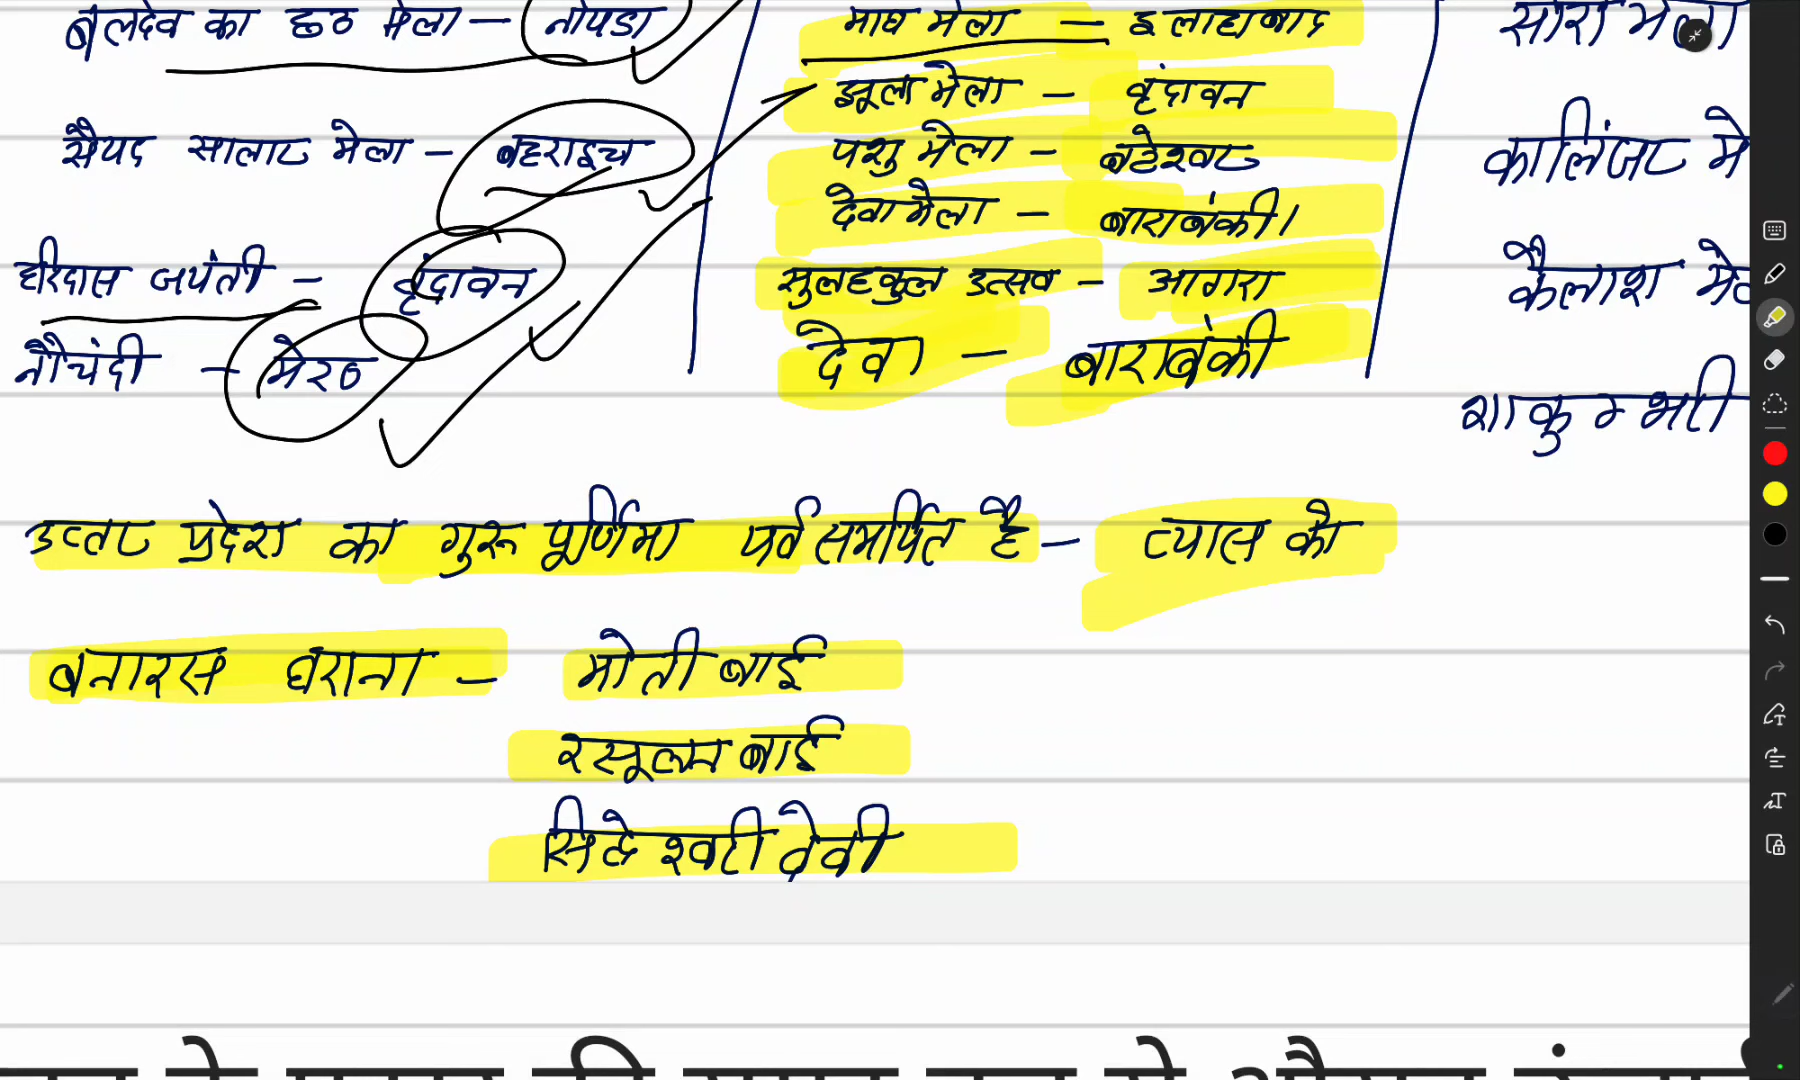 बलदेव का छठ मेला – नोएडा
सैयद सालार मेला – बहराइच
हरिदास जयंती – वृंदावन
नौचंदी – मेरठ
माघ मेला – इलाहाबाद
झूला मेला – वृंदावन
पशु मेला – बटेश्वर
देवा मेला – बाराबंकी।
सुलहकुल उत्सव – आगरा
देवा – बाराबंकी
सोरों मेला
कालिंजर मे
कैलाश मे
शाकुम्भरी
उत्तर प्रदेश का गुरू पूर्णिमा पर्व समर्पित है – व्यास को
बनारस घराना – मोती बाई
रसूलन बाई
सिद्धेश्वरी देवी